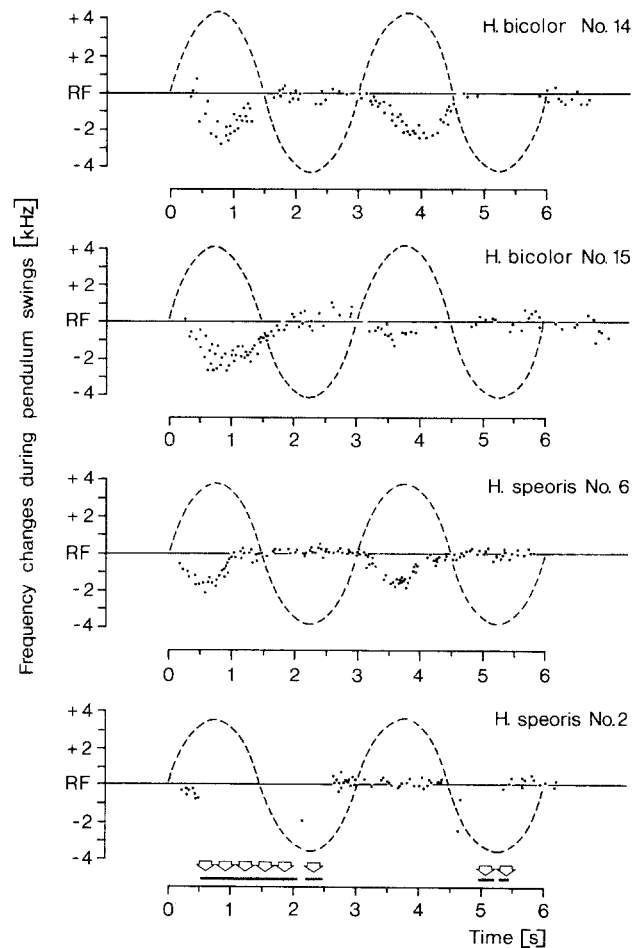 H. bicolor No. 14
+4
+2
RF
-2
-4
0 1 2 3 4 5 6
H. bicolor No. 15
+4
+2
RF
-2
-4
0 1 2 3 4 5 6
H. speoris No. 6
+4
+2
RF
-2
-4
0 1 2 3 4 5 6
H. speoris No. 2
+4
+2
RF
-2
-4
0 1 2 3 4 5 6
Time [s]
Frequency changes during pendulum swings [kHz]